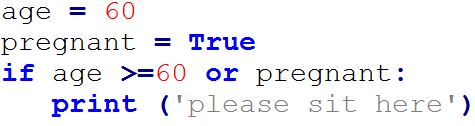 age = 60
pregnant = True
if age >=60 or pregnant:
   print ('please sit here')